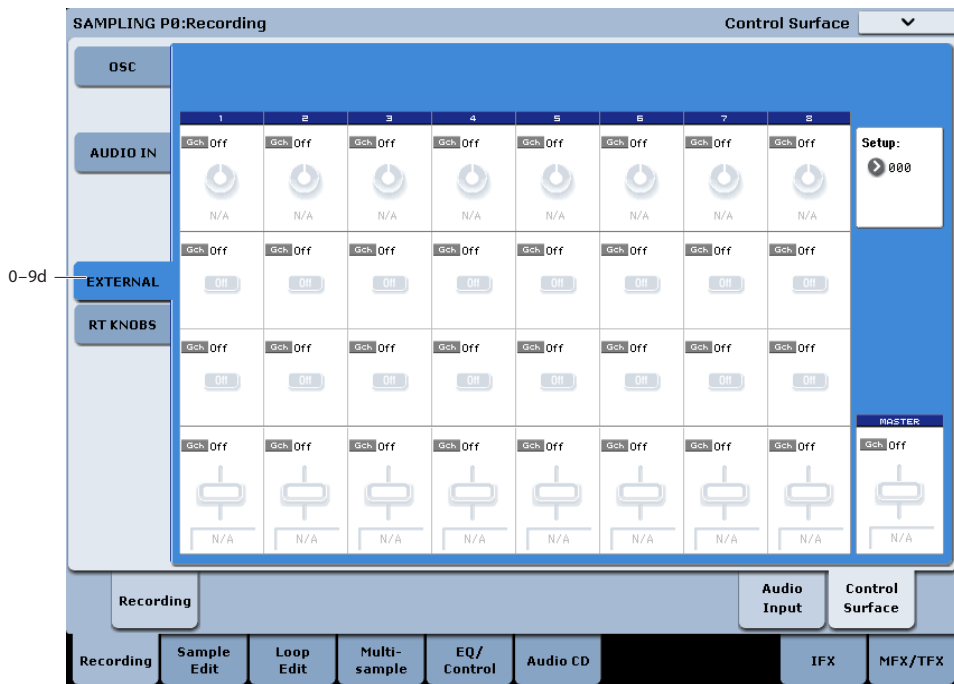 SAMPLING P0:Recording
Control Surface
OSC
AUDIO IN
0–9d
EXTERNAL
RT KNOBS
1 2 3 4 5 6 7 8
Gch Off Gch Off Gch Off Gch Off Gch Off Gch Off Gch Off Gch Off
N/A N/A N/A N/A N/A N/A N/A N/A
Setup:
000
Gch Off Gch Off Gch Off Gch Off Gch Off Gch Off Gch Off Gch Off
Off Off Off Off Off Off Off Off
Gch Off Gch Off Gch Off Gch Off Gch Off Gch Off Gch Off Gch Off
Off Off Off Off Off Off Off Off
MASTER
Gch Off Gch Off Gch Off Gch Off Gch Off Gch Off Gch Off Gch Off Gch Off
N/A N/A N/A N/A N/A N/A N/A N/A N/A
Recording
Audio
Input
Control
Surface
Recording
Sample
Edit
Loop
Edit
Multi-
sample
EQ/
Control
Audio CD
IFX
MFX/TFX